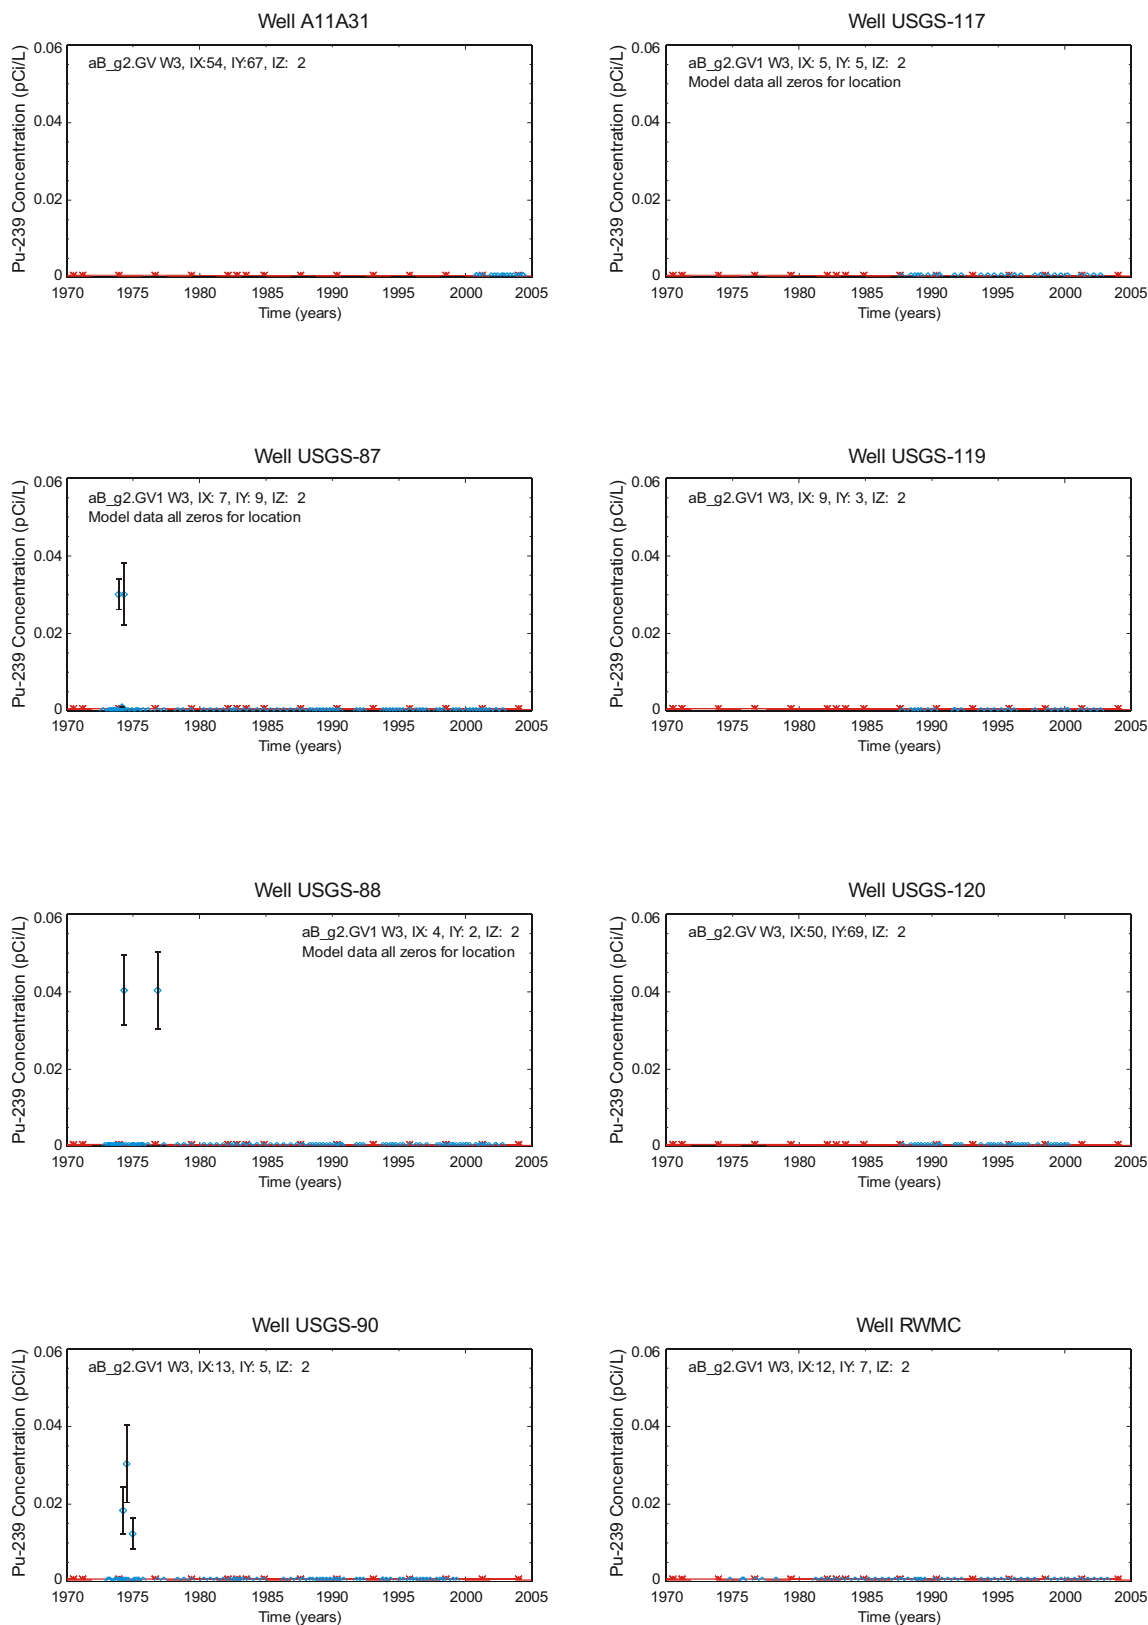 Well A11A31
aB_g2.GV W3, IX:54, IY:67, IZ: 2
Pu-239 Concentration (pCi/L)
0.06
0.04
0.02
0
1970 1975 1980 1985 1990 1995 2000 2005
Time (years)
Well USGS-117
aB_g2.GV1 W3, IX: 5, IY: 5, IZ: 2
Model data all zeros for location
Pu-239 Concentration (pCi/L)
0.06
0.04
0.02
0
1970 1975 1980 1985 1990 1995 2000 2005
Time (years)
Well USGS-87
aB_g2.GV1 W3, IX: 7, IY: 9, IZ: 2
Model data all zeros for location
Pu-239 Concentration (pCi/L)
0.06
0.04
0.02
0
1970 1975 1980 1985 1990 1995 2000 2005
Time (years)
Well USGS-119
aB_g2.GV1 W3, IX: 9, IY: 3, IZ: 2
Pu-239 Concentration (pCi/L)
0.06
0.04
0.02
0
1970 1975 1980 1985 1990 1995 2000 2005
Time (years)
Well USGS-88
aB_g2.GV1 W3, IX: 4, IY: 2, IZ: 2
Model data all zeros for location
Pu-239 Concentration (pCi/L)
0.06
0.04
0.02
0
1970 1975 1980 1985 1990 1995 2000 2005
Time (years)
Well USGS-120
aB_g2.GV W3, IX:50, IY:69, IZ: 2
Pu-239 Concentration (pCi/L)
0.06
0.04
0.02
0
1970 1975 1980 1985 1990 1995 2000 2005
Time (years)
Well USGS-90
aB_g2.GV1 W3, IX:13, IY: 5, IZ: 2
Pu-239 Concentration (pCi/L)
0.06
0.04
0.02
0
1970 1975 1980 1985 1990 1995 2000 2005
Time (years)
Well RWMC
aB_g2.GV1 W3, IX:12, IY: 7, IZ: 2
Pu-239 Concentration (pCi/L)
0.06
0.04
0.02
0
1970 1975 1980 1985 1990 1995 2000 2005
Time (years)